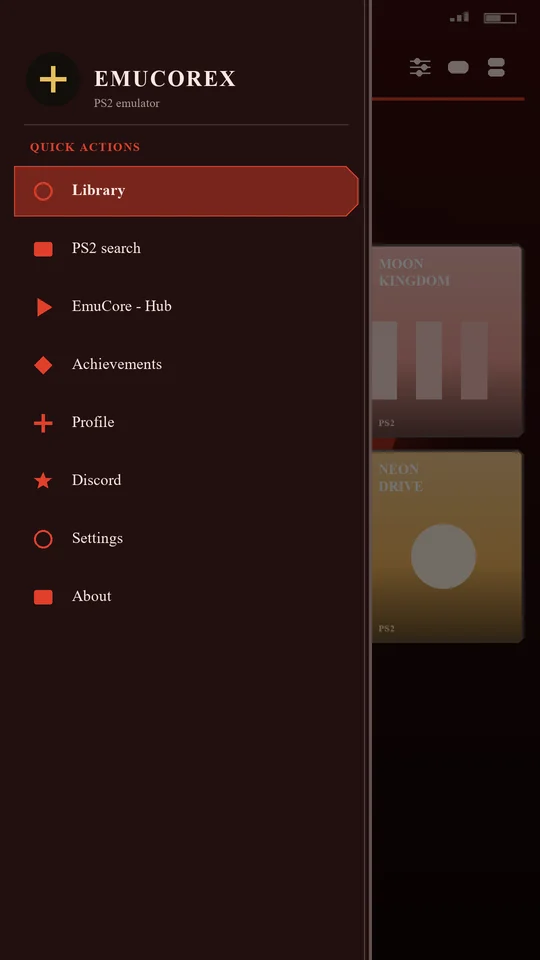 EMUCOREX
PS2 emulator
QUICK ACTIONS
Library
PS2 search
EmuCore - Hub
Achievements
Profile
Discord
Settings
About
MOON
KINGDOM
PS2
NEON
DRIVE
PS2